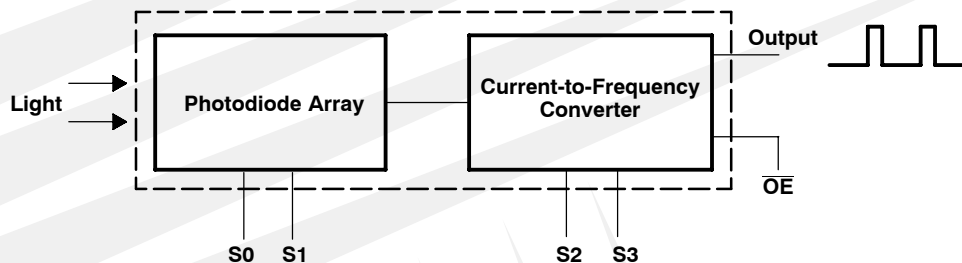 Output
Light
Photodiode Array
Current-to-Frequency
Converter
OE
S0 S1 S2 S3